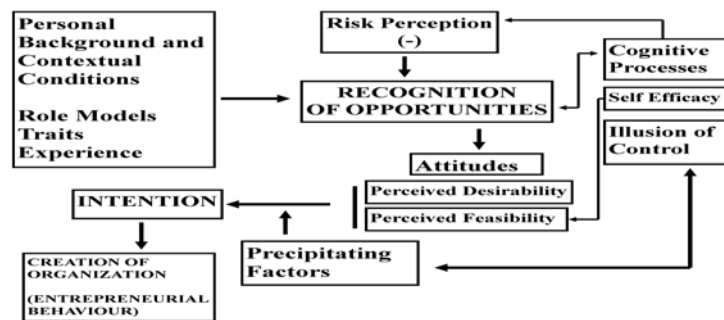 Personal
Background and
Contextual
Conditions
Role Models
Traits
Experience
Risk Perception
(-)
Cognitive
Processes
RECOGNITION
OF OPPORTUNITIES
Self Efficacy
Illusion of
Control
Attitudes
Perceived Desirability
Perceived Feasibility
INTENTION
Precipitating
Factors
CREATION OF
ORGANIZATION
(ENTREPRENEURIAL
BEHAVIOUR)